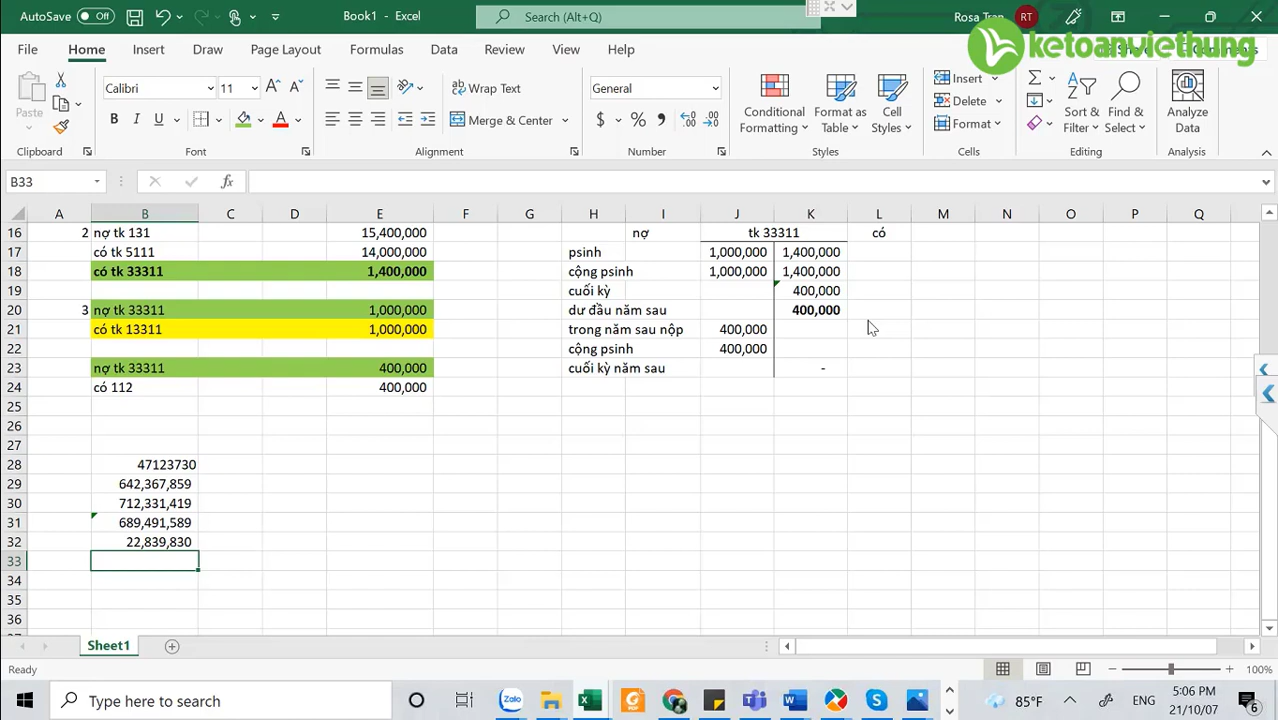 AutoSave Off Book1 - Excel Search (Alt+Q) Rosa Tran RT
ketoanviethung
File Home Insert Draw Page Layout Formulas Data Review View Help
Calibri 11 Wrap Text General Insert
Paste B I U A Merge & Center $ % Conditional Formatting Format as Table Cell Styles Delete Format Sort & Filter Find & Select Analyze Data
Clipboard Font Alignment Number Styles Cells Editing Analysis
B33 fx
A B C D E F G H I J K L M N O P Q
16 2 nợ tk 131 15,400,000 nợ tk 33311 có
17 có tk 5111 14,000,000 psinh 1,000,000 1,400,000
18 có tk 33311 1,400,000 cộng psinh 1,000,000 1,400,000
19 cuối kỳ 400,000
20 3 nợ tk 33311 1,000,000 dư đầu năm sau 400,000
21 có tk 13311 1,000,000 trong năm sau nộp 400,000
22 cộng psinh 400,000
23 nợ tk 33311 400,000 cuối kỳ năm sau -
24 có 112 400,000
25
26
27
28 47123730
29 642,367,859
30 712,331,419
31 689,491,589
32 22,839,830
33
34
35
36
Sheet1
Ready 100%
Type here to search Zalo 85°F ENG 5:06 PM
21/10/07 6